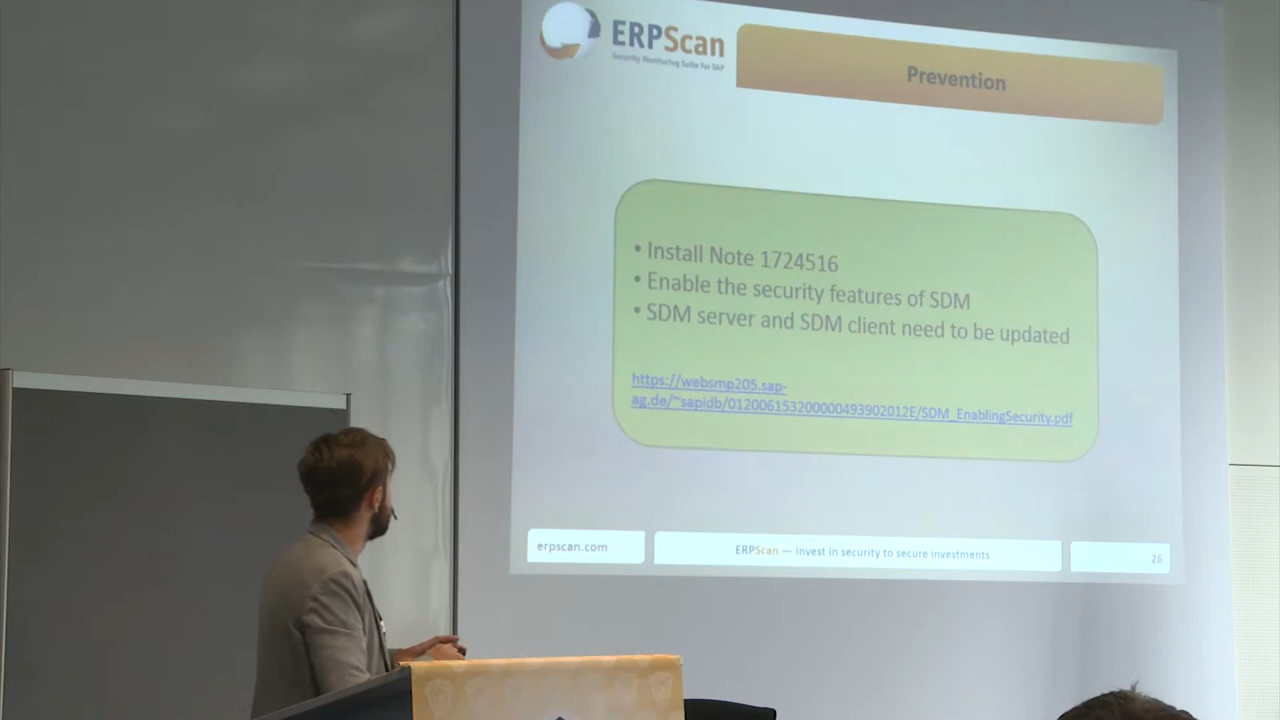 ERPScan
Security Monitoring Suite for SAP
Prevention
• Install Note 1724516
• Enable the security features of SDM
• SDM server and SDM client need to be updated
https://websmp205.sap-
ag.de/~sapidb/012006153200000493902012E/SDM_EnablingSecurity.pdf
erpscan.com
ERPScan — invest in security to secure investments
26